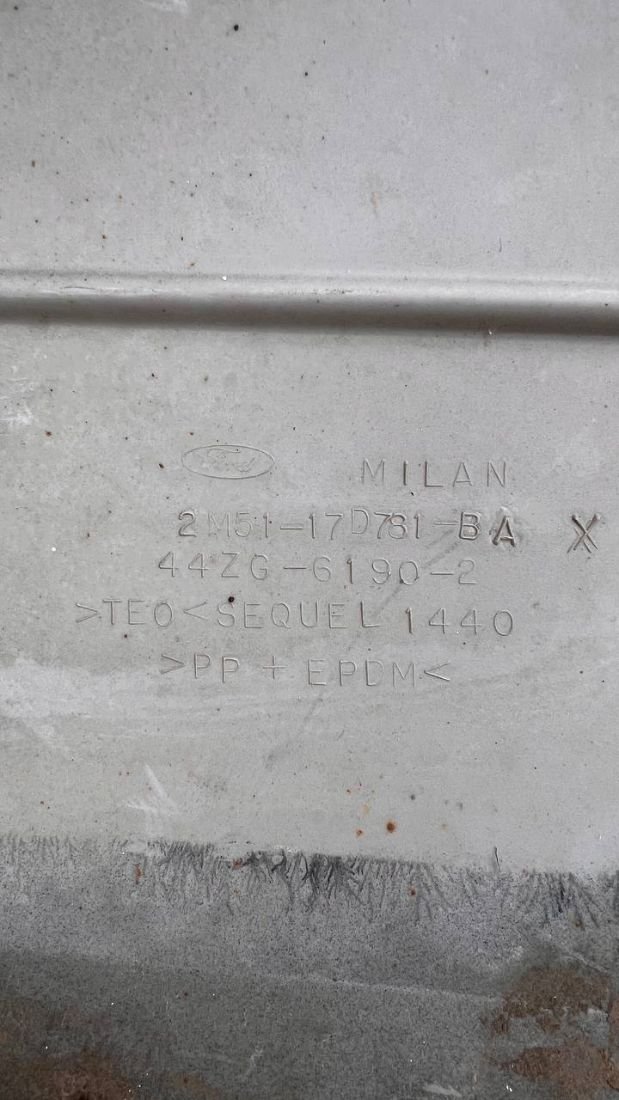 Ford MILAN
2M51-17D781-BA X
44ZG-6190-2
>TEO< SEQUEL 1440
>PP + EPDM<